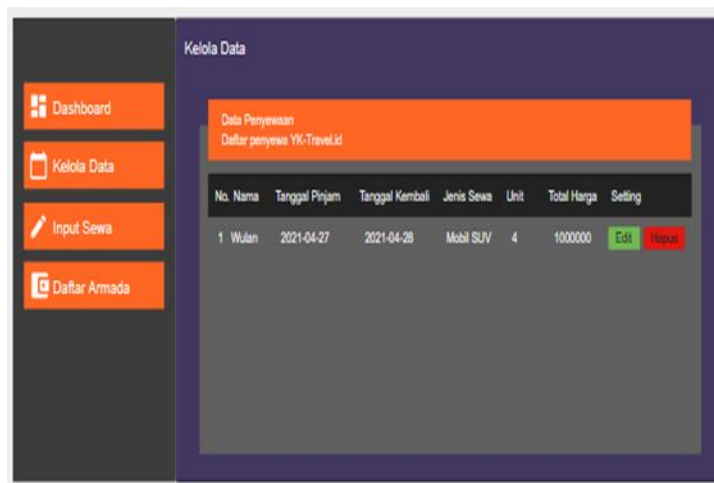 Kelola Data
Dashboard
Kelola Data
Input Sewa
Daftar Armada
Data Penyewaan
Daftar penyewa YK-Travel.id
No. Nama Tanggal Pinjam Tanggal Kembali Jenis Sewa Unit Total Harga Setting
1 Wulan 2021-04-27 2021-04-28 Mobil SUV 4 1000000 Edit Hapus